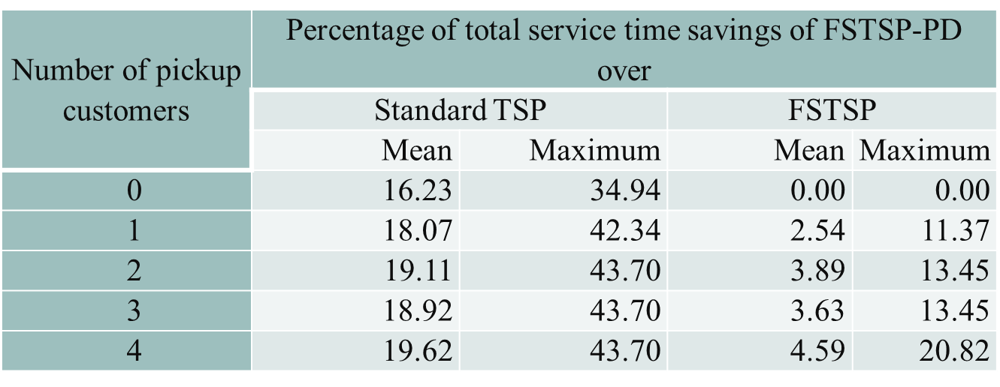 Number of pickup
customers
Percentage of total service time savings of FSTSP-PD
over
Standard TSP FSTSP
Mean Maximum Mean Maximum
0 16.23 34.94 0.00 0.00
1 18.07 42.34 2.54 11.37
2 19.11 43.70 3.89 13.45
3 18.92 43.70 3.63 13.45
4 19.62 43.70 4.59 20.82